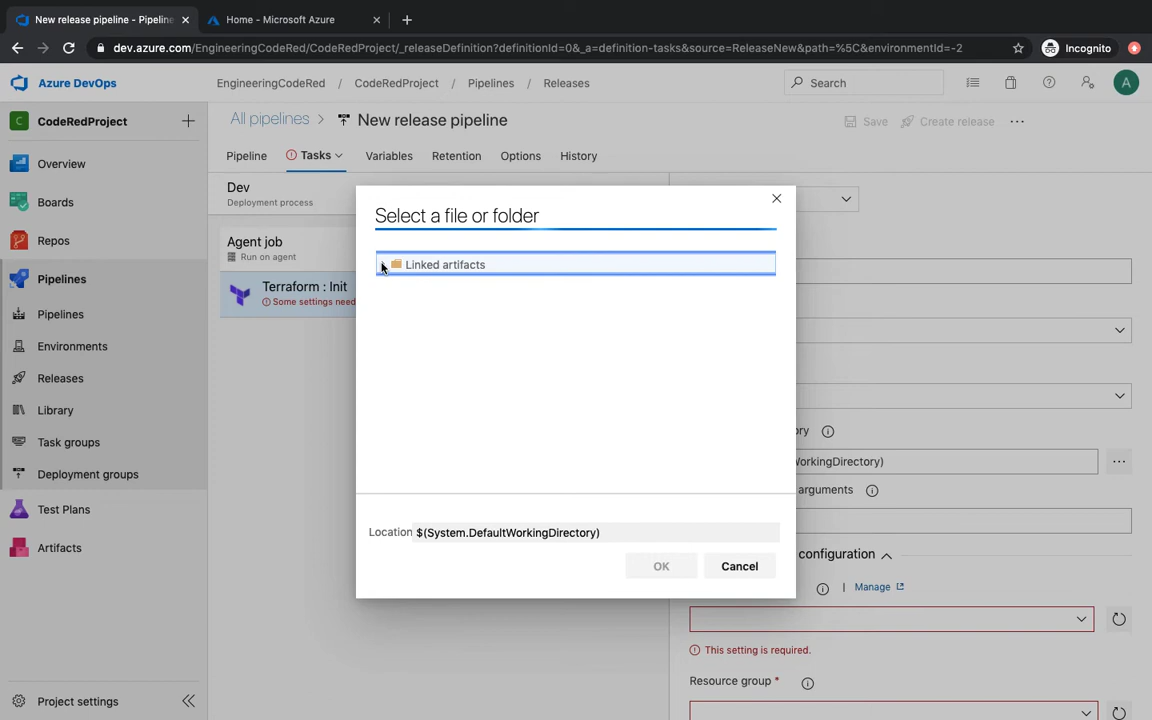 New release pipeline - Pipeline
Home - Microsoft Azure
dev.azure.com/EngineeringCodeRed/CodeRedProject/_releaseDefinition?definitionId=0&_a=definition-tasks&source=ReleaseNew&path=%5C&environmentId=-2
Incognito
Azure DevOps
EngineeringCodeRed / CodeRedProject / Pipelines / Releases
Search
A
C CodeRedProject
All pipelines > New release pipeline
Save
Create release
Overview
Pipeline
Tasks
Variables
Retention
Options
History
Boards
Repos
Pipelines
Pipelines
Environments
Releases
Library
Task groups
Deployment groups
Test Plans
Artifacts
Project settings
Dev
Deployment process
Agent job
Run on agent
Terraform : Init
Some settings need
Select a file or folder
Linked artifacts
Location $(System.DefaultWorkingDirectory)
OK
Cancel
ory
WorkingDirectory)
arguments
configuration
Manage
This setting is required.
Resource group *